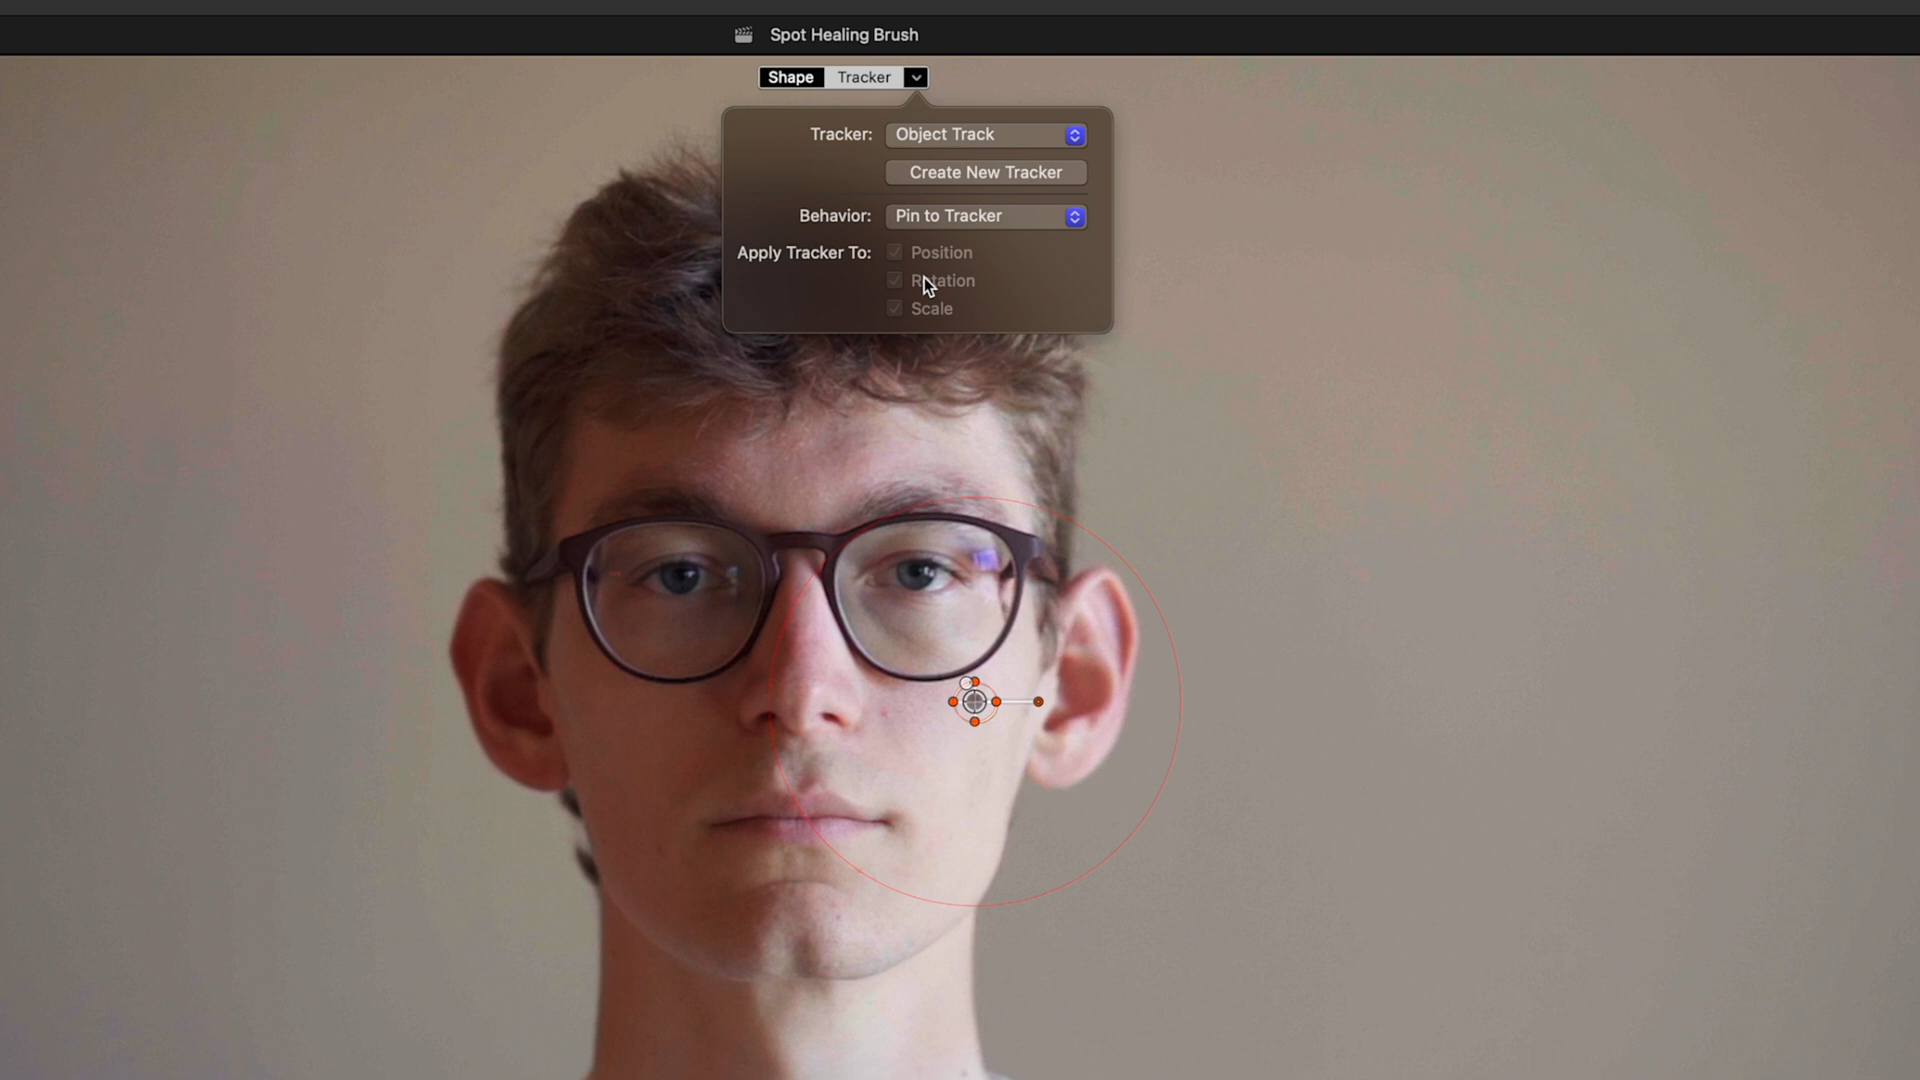 Spot Healing Brush
Shape Tracker
Tracker: Object Track
Create New Tracker
Behavior: Pin to Tracker
Apply Tracker To: Position
Rotation
Scale